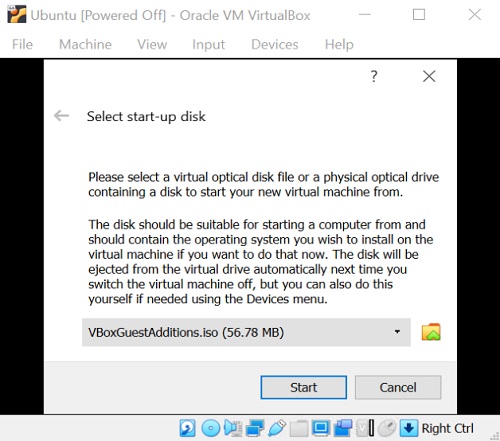 Ubuntu [Powered Off] - Oracle VM VirtualBox
File Machine View Input Devices Help
?
Select start-up disk
Please select a virtual optical disk file or a physical optical drive
containing a disk to start your new virtual machine from.
The disk should be suitable for starting a computer from and
should contain the operating system you wish to install on the
virtual machine if you want to do that now. The disk will be
ejected from the virtual drive automatically next time you
switch the virtual machine off, but you can also do this
yourself if needed using the Devices menu.
VBoxGuestAdditions.iso (56.78 MB)
Start Cancel
Right Ctrl